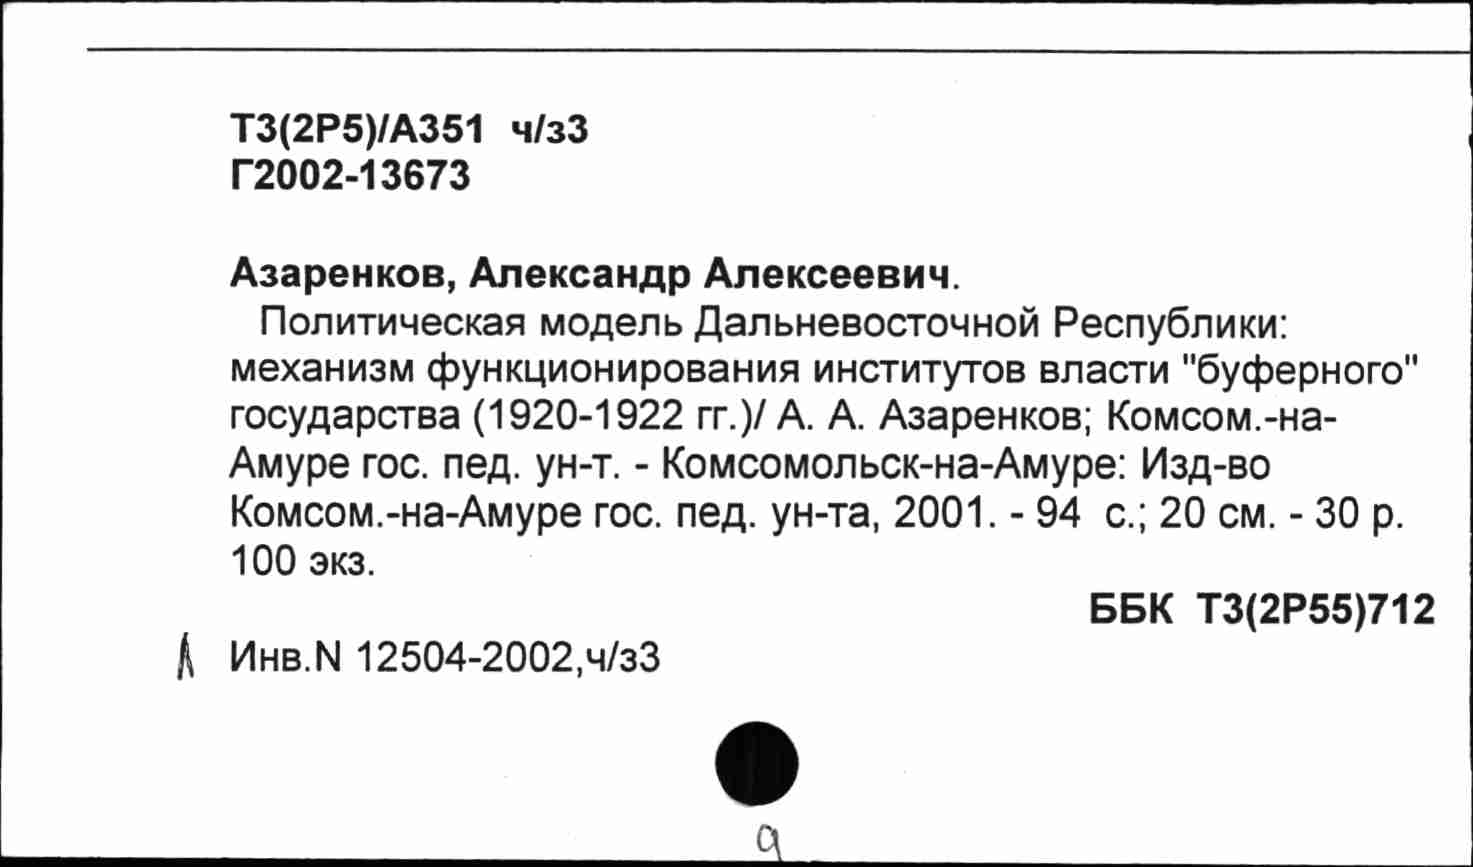 Т3(2Р5)/А351 ч/з3
Г2002-13673
Азаренков, Александр Алексеевич.
Политическая модель Дальневосточной Республики:
механизм функционирования институтов власти "буферного"
государства (1920-1922 гг.)/ А. А. Азаренков; Комсом.-на-
Амуре гос. пед. ун-т. - Комсомольск-на-Амуре: Изд-во
Комсом.-на-Амуре гос. пед. ун-та, 2001. - 94 с.; 20 см. - 30 р.
100 экз.
ББК Т3(2Р55)712
Инв.N 12504-2002,ч/з3